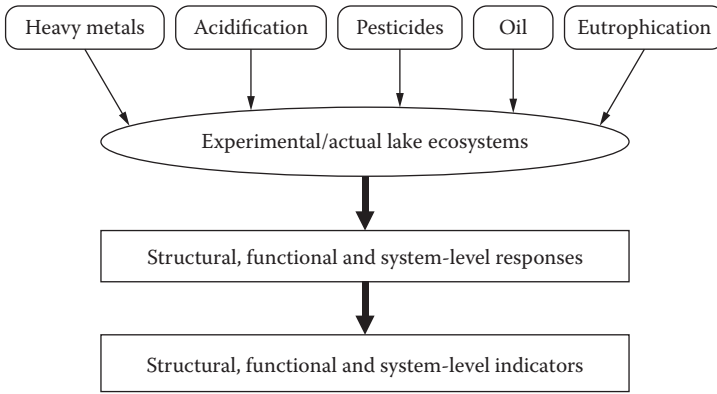 Heavy metals
Acidification
Pesticides
Oil
Eutrophication
Experimental/actual lake ecosystems
Structural, functional and system-level responses
Structural, functional and system-level indicators